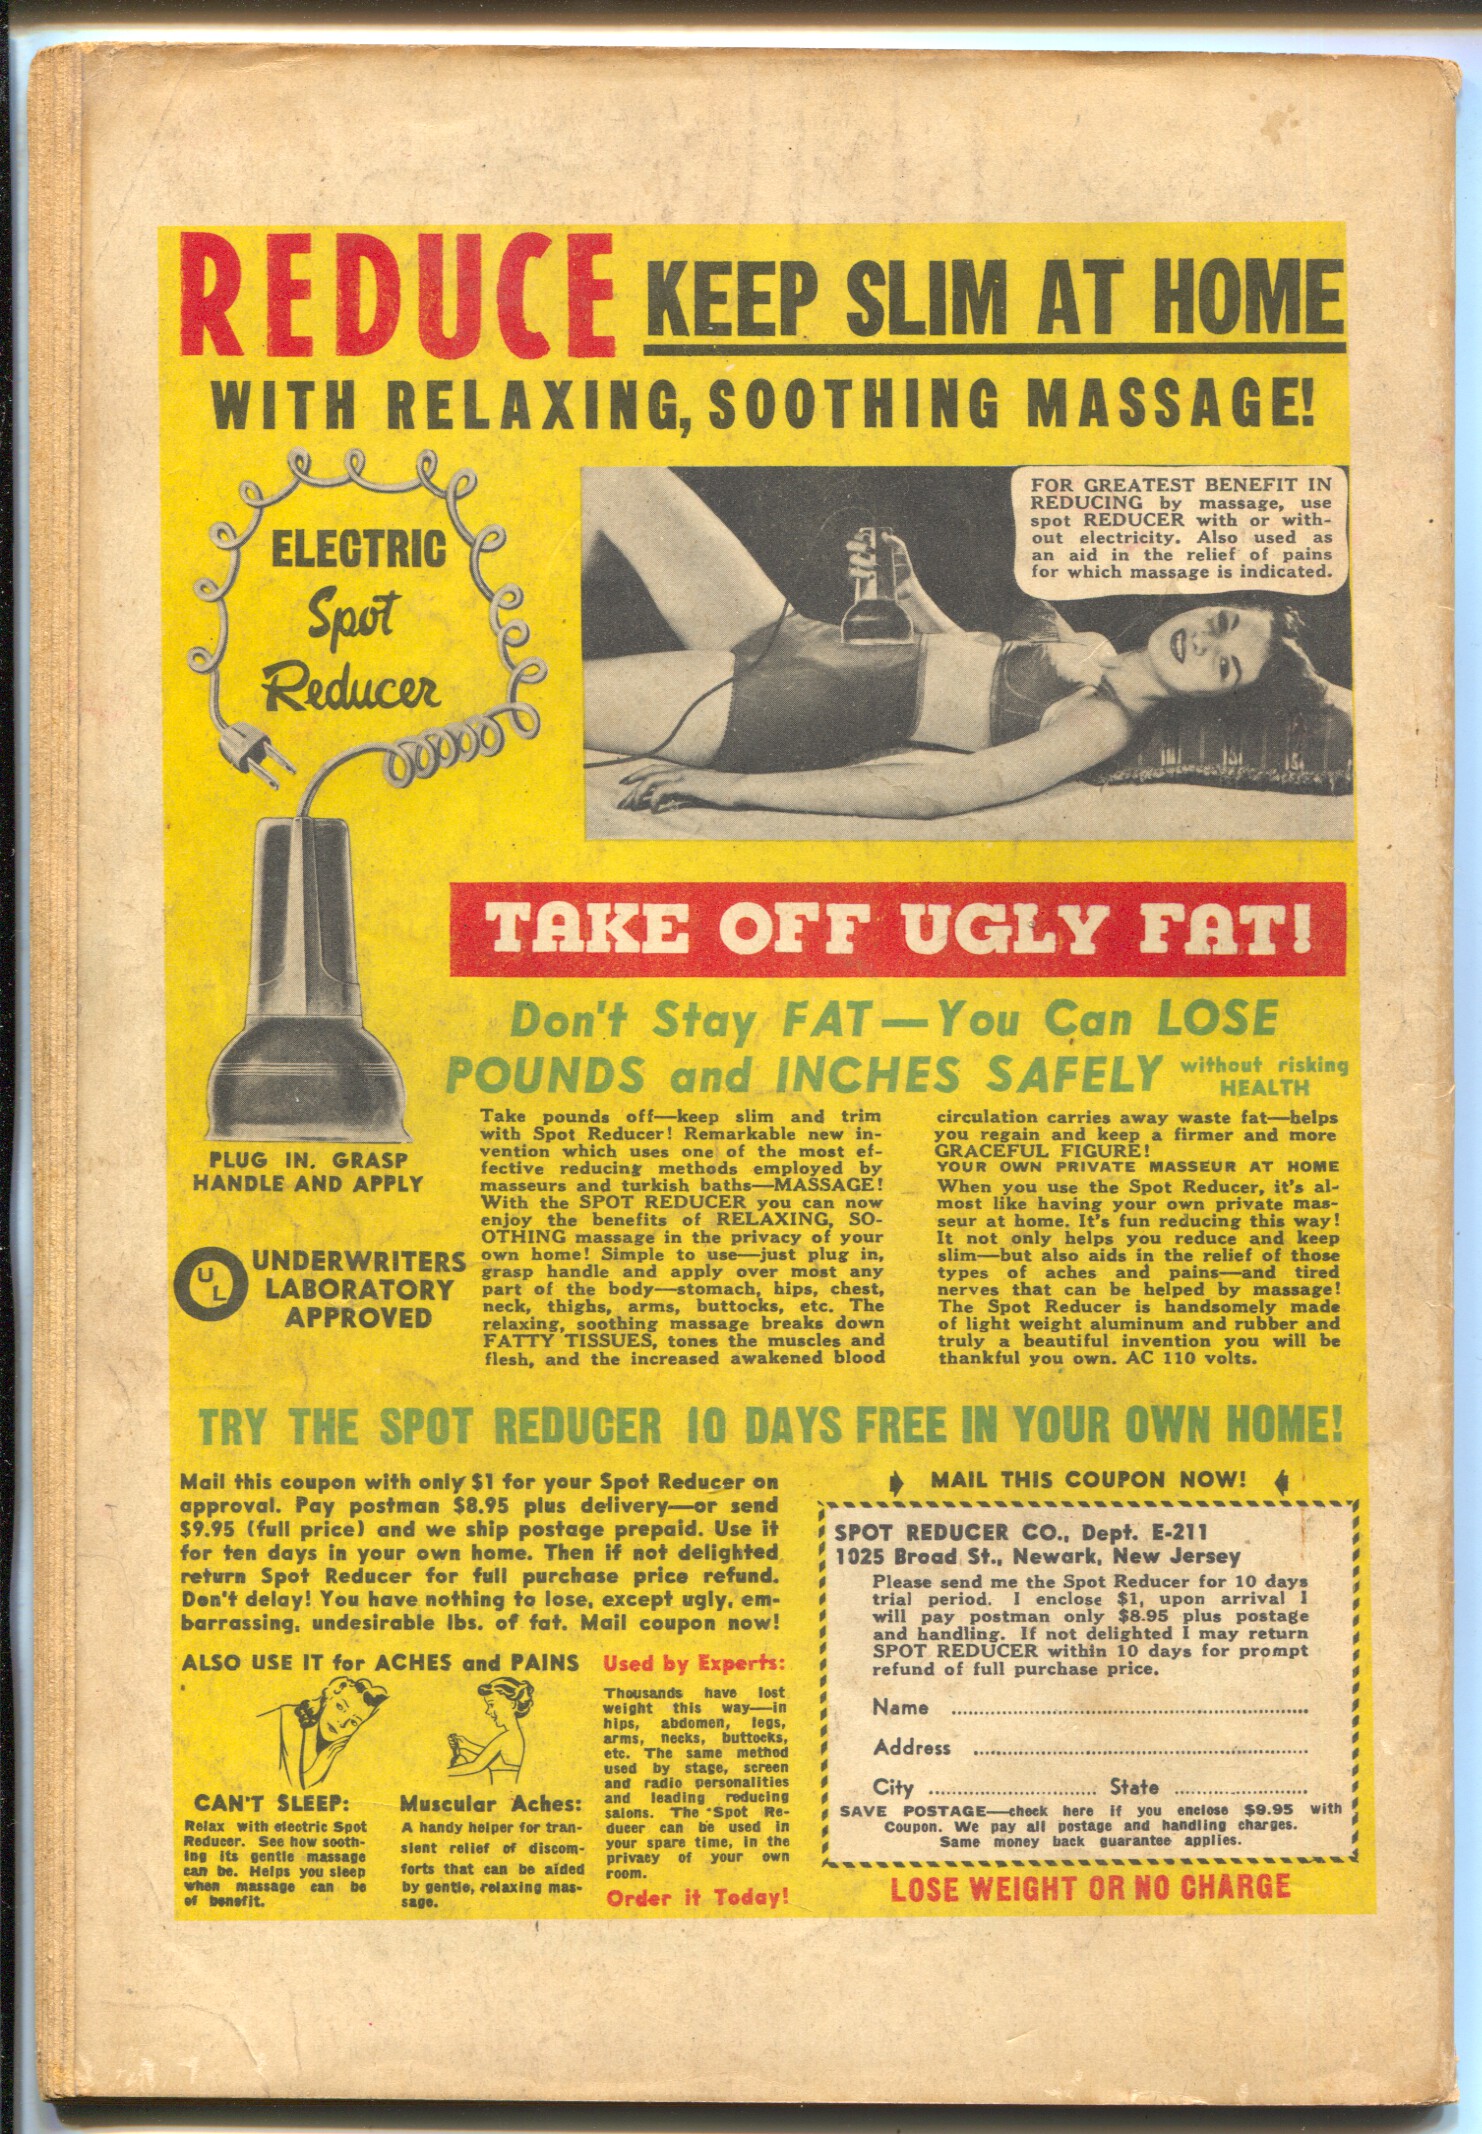 REDUCE KEEP SLIM AT HOME
WITH RELAXING, SOOTHING MASSAGE!
ELECTRIC
Spot
Reducer
FOR GREATEST BENEFIT IN
REDUCING by massage, use
spot REDUCER with or with-
out electricity. Also used as
an aid in the relief of pains
for which massage is indicated.
TAKE OFF UGLY FAT!
Don't Stay FAT—You Can LOSE
POUNDS and INCHES SAFELY without risking
HEALTH
PLUG IN. GRASP
HANDLE AND APPLY
UL
UNDERWRITERS
LABORATORY
APPROVED
Take pounds off—keep slim and trim
with Spot Reducer! Remarkable new in-
vention which uses one of the most ef-
fective reducing methods employed by
masseurs and turkish baths—MASSAGE!
With the SPOT REDUCER you can now
enjoy the benefits of RELAXING, SO-
OTHING massage in the privacy of your
own home! Simple to use—just plug in,
grasp handle and apply over most any
part of the body—stomach, hips, chest,
neck, thighs, arms, buttocks, etc. The
relaxing, soothing massage breaks down
FATTY TISSUES, tones the muscles and
flesh, and the increased awakened blood
circulation carries away waste fat—helps
you regain and keep a firmer and more
GRACEFUL FIGURE!
YOUR OWN PRIVATE MASSEUR AT HOME
When you use the Spot Reducer, it's al-
most like having your own private mas-
seur at home. It's fun reducing this way!
It not only helps you reduce and keep
slim—but also aids in the relief of those
types of aches and pains—and tired
nerves that can be helped by massage!
The Spot Reducer is handsomely made
of light weight aluminum and rubber and
truly a beautiful invention you will be
thankful you own. AC 110 volts.
TRY THE SPOT REDUCER 10 DAYS FREE IN YOUR OWN HOME!
Mail this coupon with only $1 for your Spot Reducer on
approval. Pay postman $8.95 plus delivery—or send
$9.95 (full price) and we ship postage prepaid. Use it
for ten days in your own home. Then if not delighted
return Spot Reducer for full purchase price refund.
Don't delay! You have nothing to lose, except ugly, em-
barrassing, undesirable lbs. of fat. Mail coupon now!
ALSO USE IT for ACHES and PAINS
CAN'T SLEEP:
Relax with electric Spot
Reducer. See how sooth-
ing its gentle massage
can be. Helps you sleep
when massage can be
of benefit.
Muscular Aches:
A handy helper for tran-
sient relief of discom-
forts that can be aided
by gentle, relaxing mas-
sage.
Used by Experts:
Thousands have lost
weight this way—in
hips, abdomen, legs,
arms, necks, buttocks,
etc. The same method
used by stage, screen
and radio personalities
and leading reducing
salons. The Spot Re-
ducer can be used in
your spare time, in the
privacy of your own
room.
Order it Today!
MAIL THIS COUPON NOW!
SPOT REDUCER CO., Dept. E-211
1025 Broad St., Newark, New Jersey
Please send me the Spot Reducer for 10 days
trial period. I enclose $1, upon arrival I
will pay postman only $8.95 plus postage
and handling. If not delighted I may return
SPOT REDUCER within 10 days for prompt
refund of full purchase price.
Name
Address
City State
SAVE POSTAGE—check here if you enclose $9.95 with
Coupon. We pay all postage and handling charges.
Same money back guarantee applies.
LOSE WEIGHT OR NO CHARGE